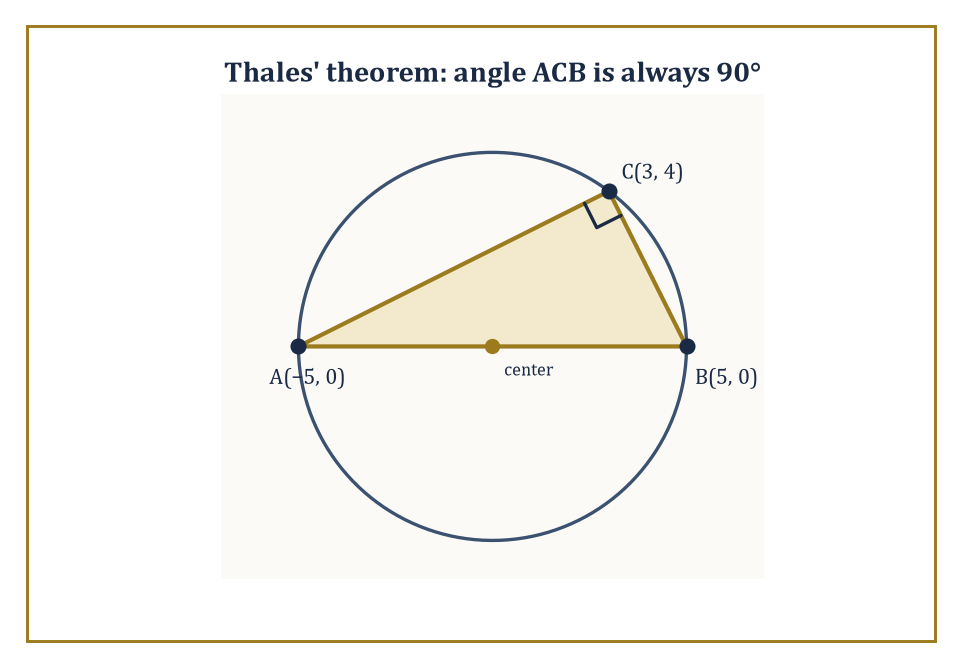 Thales' theorem: angle ACB is always 90°
C(3, 4)
center
A(−5, 0)
B(5, 0)